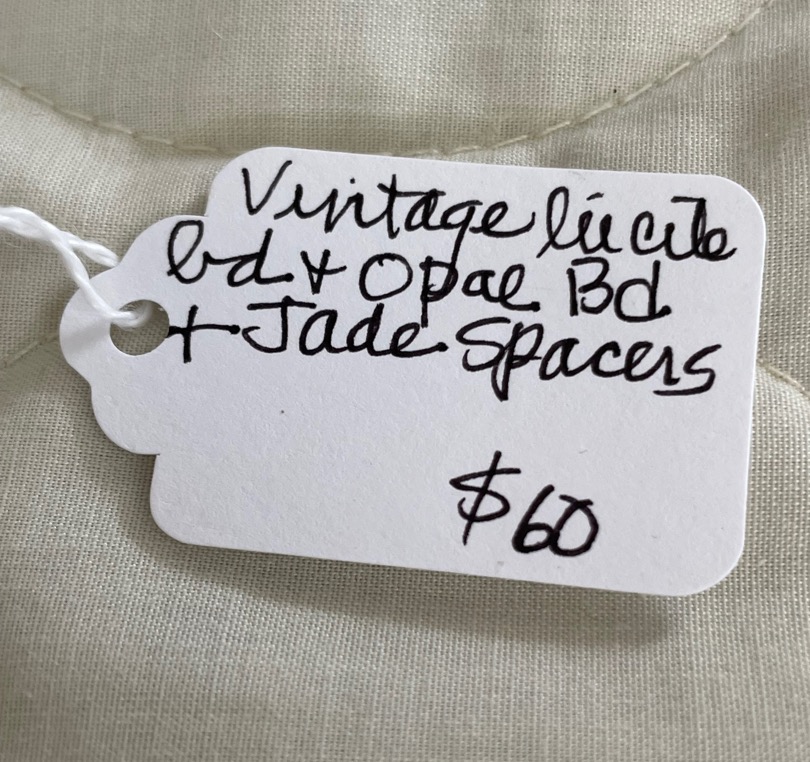 Vintage lucite
bd + Opal Bd
+ Jade Spacers
$60